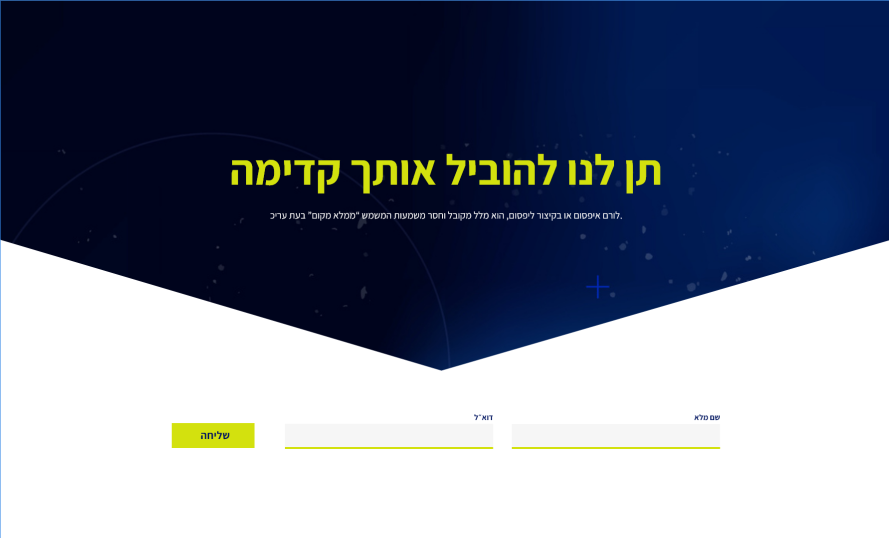 תן לנו להוביל אותך קדימה
לורם איפסום או בקיצור ליפסום, הוא מלל מקובל וחסר משמעות המשמש "ממלא מקום" בעת עריכ.
שם מלא
דוא״ל
שליחה